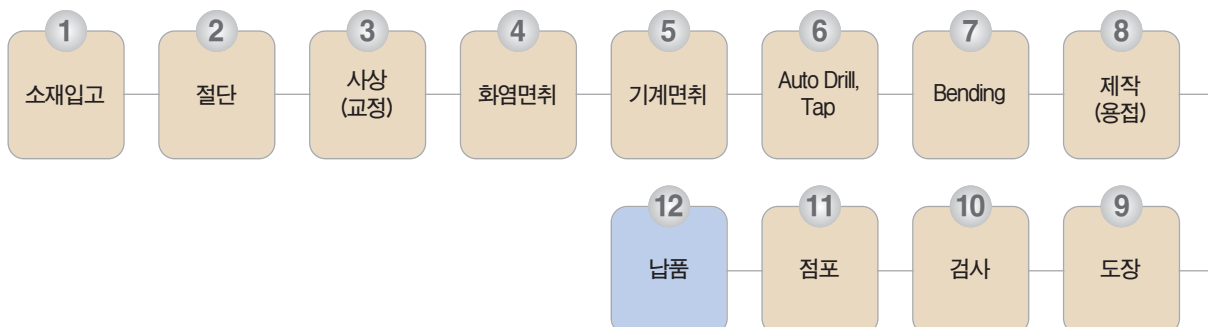 1
소재입고
2
절단
3
사상
(교정)
4
화염면취
5
기계면취
6
Auto Drill,
Tap
7
Bending
8
제작
(용접)
9
도장
10
검사
11
점포
12
납품